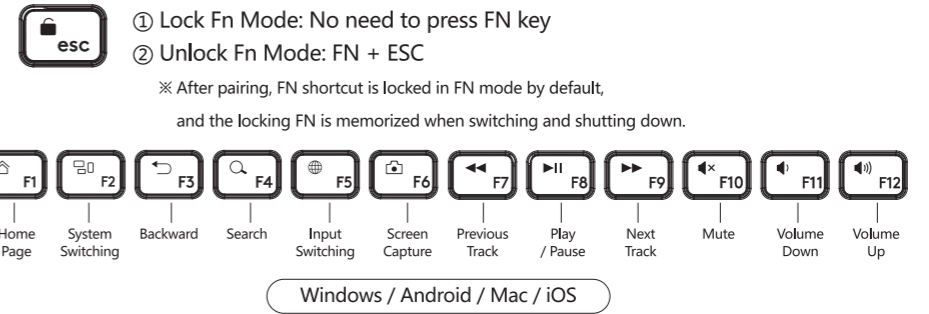 esc
① Lock Fn Mode: No need to press FN key
② Unlock Fn Mode: FN + ESC
※ After pairing, FN shortcut is locked in FN mode by default,
and the locking FN is memorized when switching and shutting down.
F1 F2 F3 F4 F5 F6 F7 F8 F9 F10 F11 F12
Home Page
System Switching
Backward
Search
Input Switching
Screen Capture
Previous Track
Play / Pause
Next Track
Mute
Volume Down
Volume Up
Windows / Android / Mac / iOS